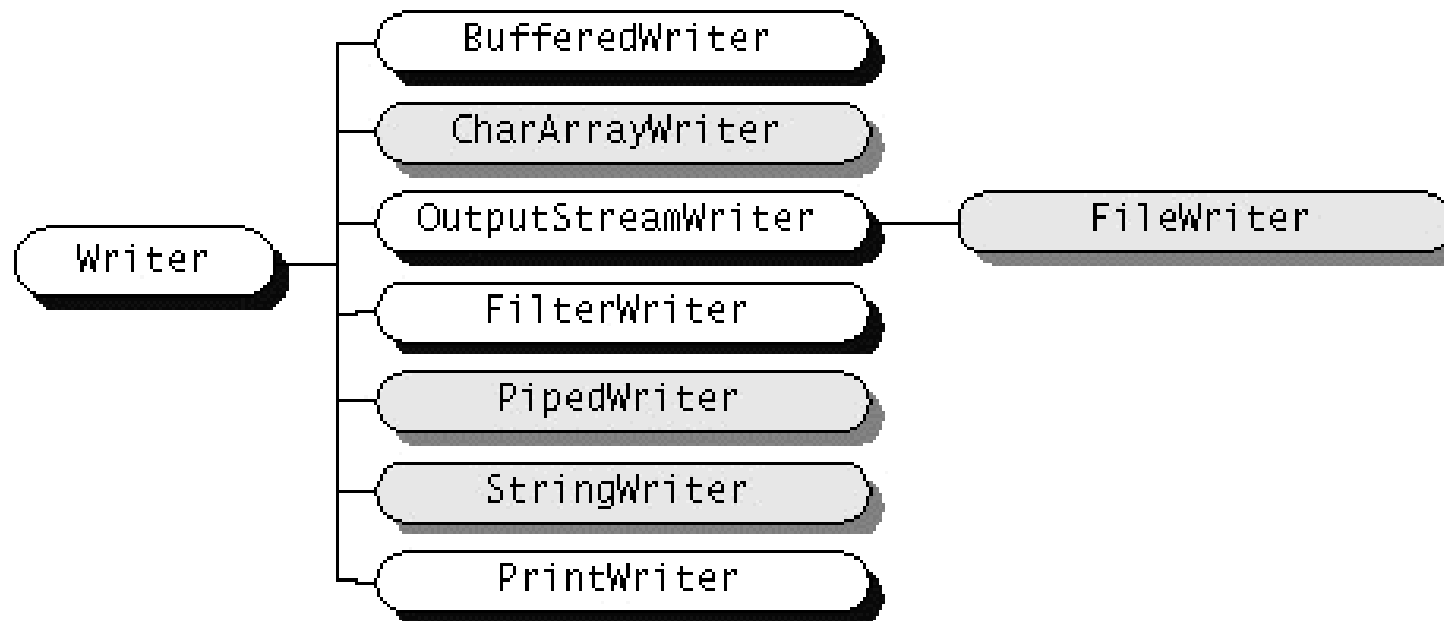 BufferedWriter
CharArrayWriter
OutputStreamWriter
FileWriter
Writer
FilterWriter
PipedWriter
StringWriter
PrintWriter